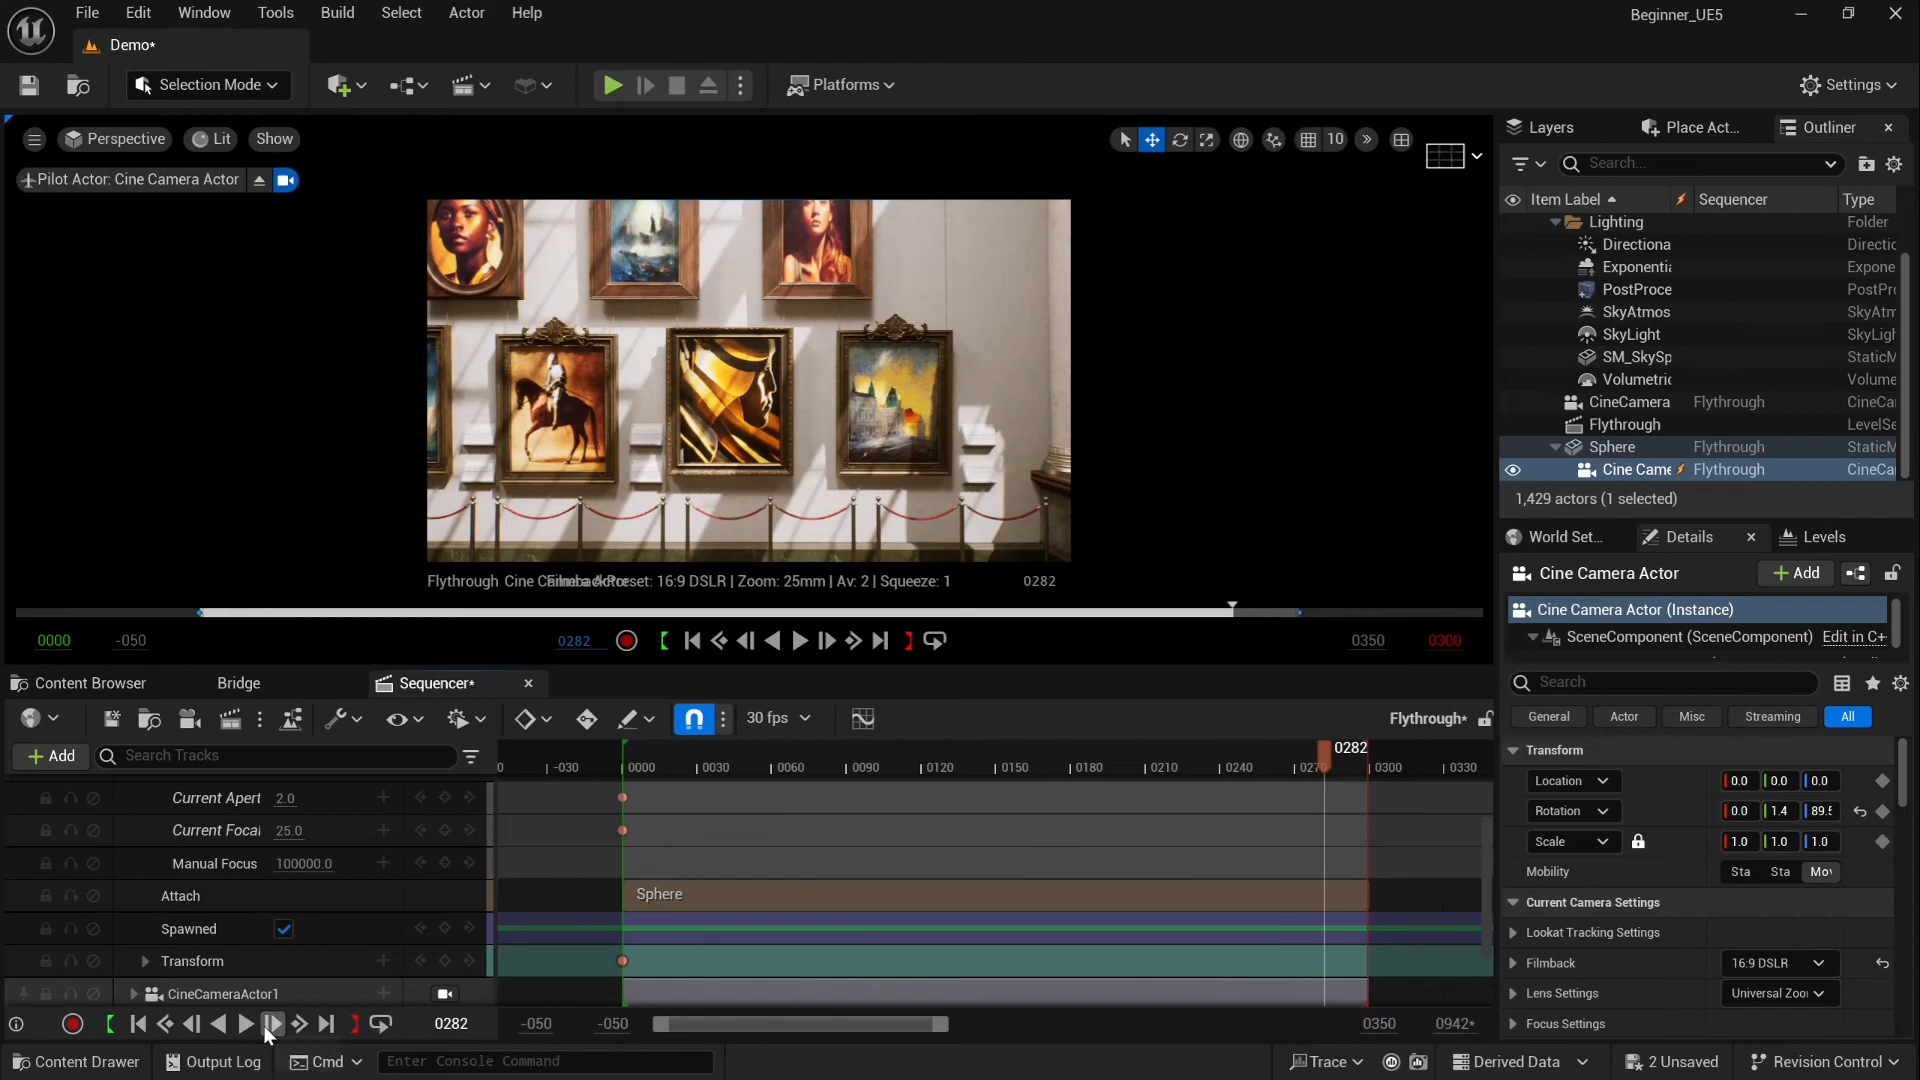 File Edit Window Tools Build Select Actor Help
Beginner_UE5
Demo*
Selection Mode
Platforms
Settings
Perspective
Lit
Show
10
Pilot Actor: Cine Camera Actor
Flythrough
Preset: 16:9 DSLR | Zoom: 25mm | Av: 2 | Squeeze: 1
0282
0000
-050
0282
0350
0300
Layers
Place Act...
Outliner
Search...
Item Label
Sequencer
Type
Lighting
Folder
Directiona
Directic
Exponentia
Expone
PostProce
PostPro
SkyAtmos
SkyAtm
SkyLight
SkyLigh
SM_SkySp
StaticM
Volumetric
Volume
CineCamera
Flythrough
CineCa
Flythrough
LevelSe
Sphere
Flythrough
StaticM
Cine Came
Flythrough
CineCa
1,429 actors (1 selected)
World Set...
Details
Levels
Cine Camera Actor
Add
Cine Camera Actor (Instance)
SceneComponent (SceneComponent)
Edit in C+
Search
General
Actor
Misc
Streaming
All
Transform
Location
0.0 0.0 0.0
Rotation
0.0 1.4 89.5
Scale
1.0 1.0 1.0
Mobility
Sta Sta Mov
Current Camera Settings
Lookat Tracking Settings
Filmback
16:9 DSLR
Lens Settings
Universal Zoo
Focus Settings
Content Browser
Bridge
Sequencer*
30 fps
Flythrough*
Add
Search Tracks
0282
0 -030 0000 0030 0060 0090 0120 0150 0180 0210 0240 0270 0300 0330
Current Apert
2.0
Current Focal
25.0
Manual Focus
100000.0
Attach
Sphere
Spawned
Transform
CineCameraActor1
0282
-050
-050
0350
0942*
Content Drawer
Output Log
Cmd
Enter Console Command
Trace
Derived Data
2 Unsaved
Revision Control